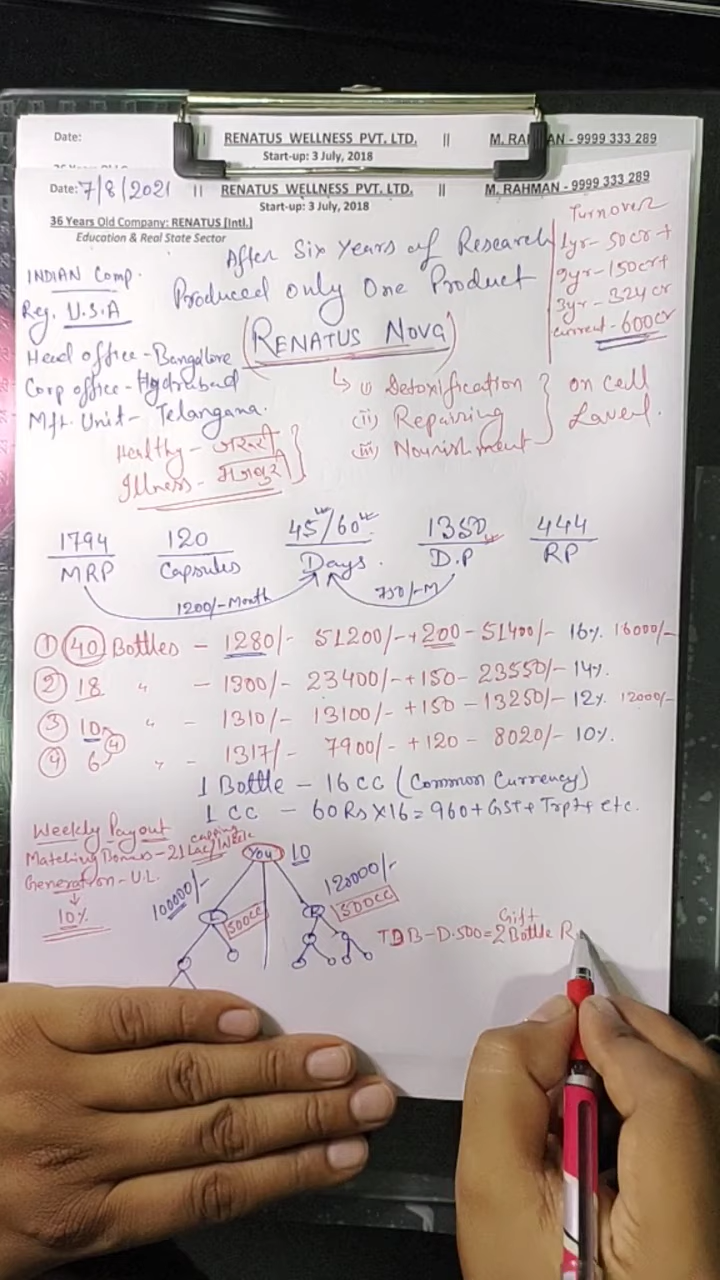 Date: || RENATUS WELLNESS PVT. LTD. || M. RAHMAN - 9999 333 289
Start-up: 3 July, 2018
Date: 7/8/2021 || RENATUS WELLNESS PVT. LTD. || M. RAHMAN - 9999 333 289
Start-up: 3 July, 2018
36 Years Old Company: RENATUS [Intl.]
Education & Real State Sector
Turnover
1yr - 50cr+
2yr - 150cr+
3yr - 324cr
current - 600cr
After Six Years of Research
Produced only One Product
RENATUS NOVA
INDIAN Comp.
Reg. U.S.A
Head office - Bangalore
Corp office - Hydrabad
Mft. Unit - Telangana.
(i) Detoxification
(ii) Repairing
(iii) Nourishment
on cell
Lavel.
Healthy - जरूरी
Illness - मजबूरी
1794 120 45/60 1350 444
MRP Capsules Days. D.P RP
1200/- Month 750/-M
① 40 Bottles - 1280/- 51200/- + 200 - 51400/- 16% 16000/-
② 18 " - 1300/- 23400/- + 150 - 23550/- 14%.
③ 10 " - 1310/- 13100/- + 150 - 13250/- 12% 12000/-
④ 6 ④ " - 1317/- 7900/- + 120 - 8020/- 10%.
1 Bottle - 16 CC (Common Currency)
1 CC - 60 Rs X 16 = 960 + GST + Trpt + etc.
Weekly Payout
Matching Bonus - 21 Lac/Week
capping
Generation - U.L.
10%
You 10
100000/- 120000/-
500CC 500CC
Gift
TDB - D.500 = 2 Bottle R